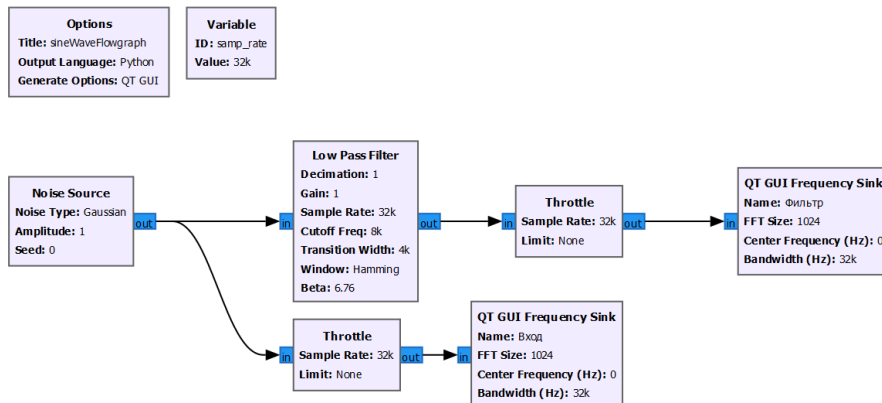 Options
Title: sineWaveFlowgraph
Output Language: Python
Generate Options: QT GUI
Variable
ID: samp_rate
Value: 32k
Noise Source
Noise Type: Gaussian
Amplitude: 1
Seed: 0
out
in
Low Pass Filter
Decimation: 1
Gain: 1
Sample Rate: 32k
Cutoff Freq: 8k
Transition Width: 4k
Window: Hamming
Beta: 6.76
out
in
Throttle
Sample Rate: 32k
Limit: None
out
in
QT GUI Frequency Sink
Name: Фильтр
FFT Size: 1024
Center Frequency (Hz): 0
Bandwidth (Hz): 32k
in
Throttle
Sample Rate: 32k
Limit: None
out
in
QT GUI Frequency Sink
Name: Вход
FFT Size: 1024
Center Frequency (Hz): 0
Bandwidth (Hz): 32k